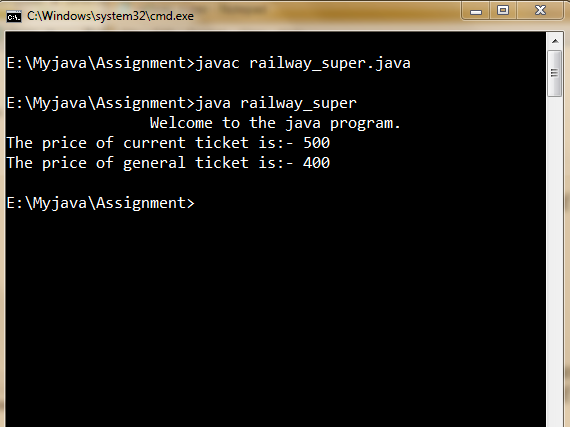 C:\Windows\system32\cmd.exe
E:\Myjava\Assignment>javac railway_super.java
E:\Myjava\Assignment>java railway_super
Welcome to the java program.
The price of current ticket is:- 500
The price of general ticket is:- 400
E:\Myjava\Assignment>